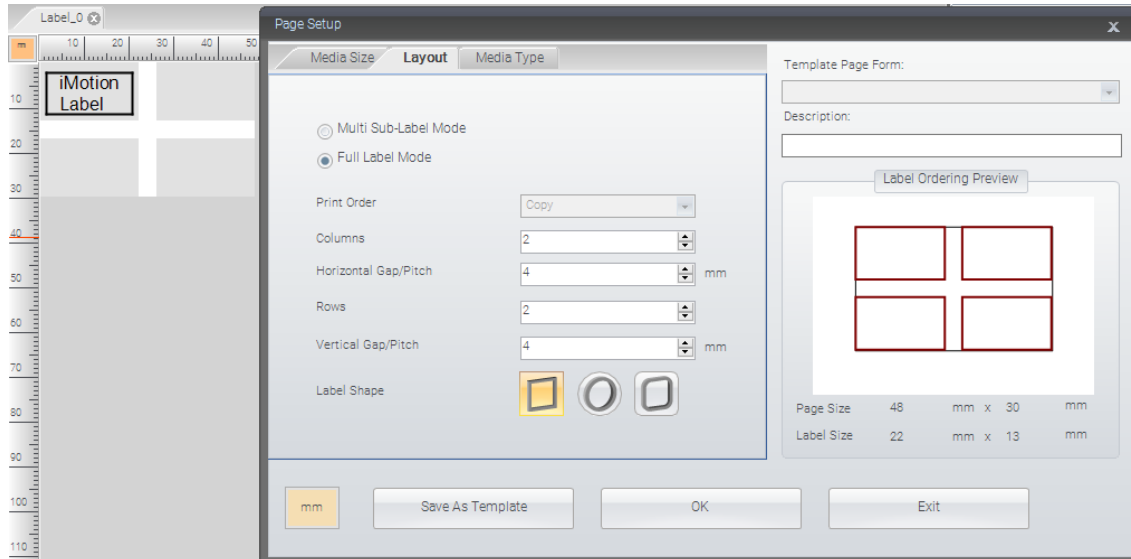 Label_0
m
10 20 30 40 50
iMotion
Label
10
20
30
40
50
60
70
80
90
100
110
Page Setup
X
Media Size Layout Media Type
Multi Sub-Label Mode
Full Label Mode
Print Order Copy
Columns 2
Horizontal Gap/Pitch 4 mm
Rows 2
Vertical Gap/Pitch 4 mm
Label Shape
Template Page Form:
Description:
Label Ordering Preview
Page Size 48 mm x 30 mm
Label Size 22 mm x 13 mm
mm Save As Template OK Exit